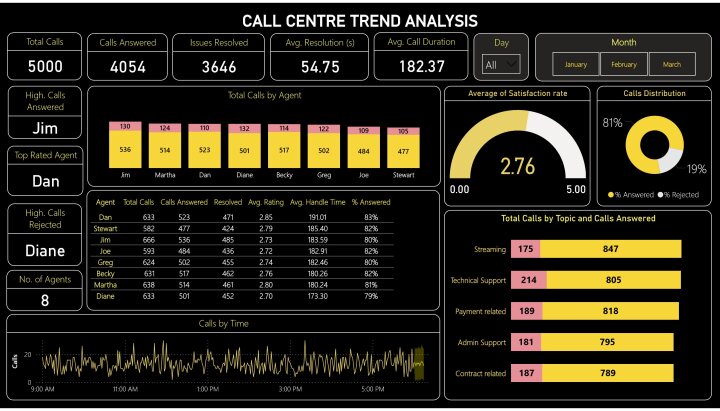 CALL CENTRE TREND ANALYSIS
Total Calls
5000
Calls Answered
4054
Issues Resolved
3646
Avg. Resolution (s)
54.75
Avg. Call Duration
182.37
Day
All
Month
January February March
High. Calls
Answered
Jim
Top Rated Agent
Dan
High. Calls
Rejected
Diane
No. of Agents
8
Total Calls by Agent
130 124 110 132 114 122 109 105
536 514 523 501 517 502 484 477
Jim Martha Dan Diane Becky Greg Joe Stewart
Average of Satisfaction rate
2.76
0.00 5.00
Calls Distribution
81%
19%
% Answered % Rejected
Agent Total Calls Calls Answered Resolved Avg. Rating Avg. Handle Time % Answered
Dan 633 523 471 2.85 191.01 83%
Stewart 582 477 424 2.79 185.40 82%
Jim 666 536 485 2.73 183.59 80%
Joe 593 484 436 2.72 182.91 82%
Greg 624 502 455 2.74 182.46 80%
Becky 631 517 462 2.76 180.26 82%
Martha 638 514 461 2.80 180.24 81%
Diane 633 501 452 2.70 173.30 79%
Total Calls by Topic and Calls Answered
Streaming 175 847
Technical Support 214 805
Payment related 189 818
Admin Support 181 795
Contract related 187 789
Calls by Time
Calls
20
0
9:00 AM 11:00 AM 1:00 PM 3:00 PM 5:00 PM